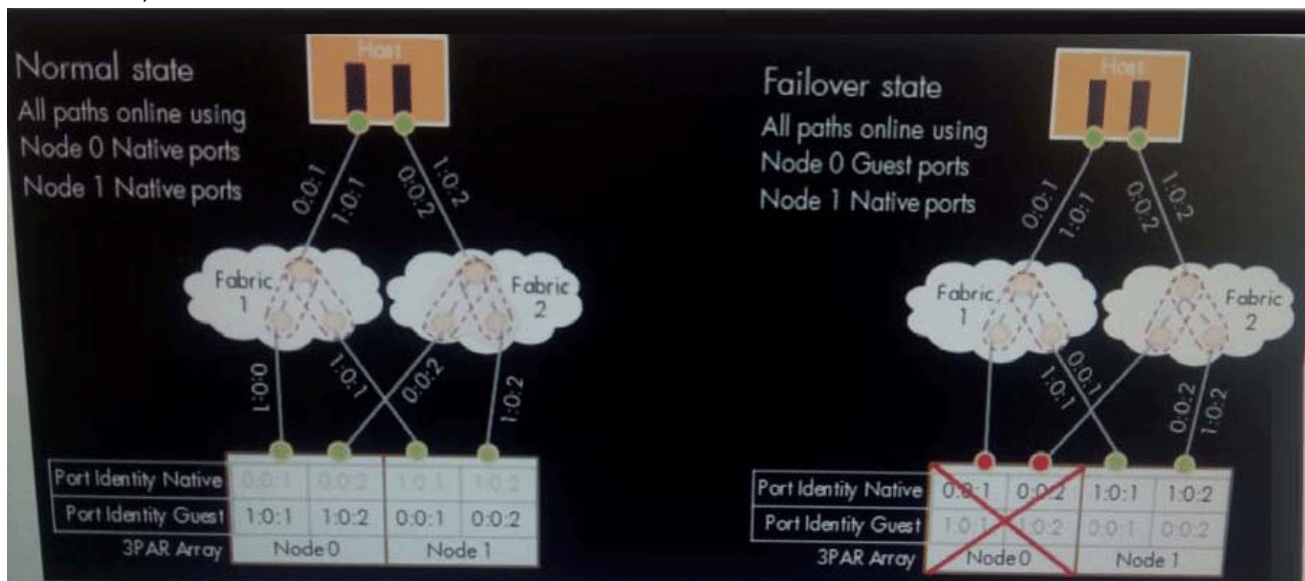 Host
Normal state
All paths online using
Node 0 Native ports
Node 1 Native ports
0:0:1
1:0:1
0:0:2
1:0:2
Fabric 1
Fabric 2
0:0:1
1:0:1
0:0:2
1:0:2
Port Identity Native 0:0:1 0:0:2 1:0:1 1:0:2
Port Identity Guest 1:0:1 1:0:2 0:0:1 0:0:2
3PAR Array Node 0 Node 1
Host
Failover state
All paths online using
Node 0 Guest ports
Node 1 Native ports
0:0:1
1:0:1
0:0:2
1:0:2
Fabric 1
Fabric 2
0:0:1
1:0:1
0:0:2
1:0:2
Port Identity Native 0:0:1 0:0:2 1:0:1 1:0:2
Port Identity Guest 1:0:1 1:0:2 0:0:1 0:0:2
3PAR Array Node 0 Node 1